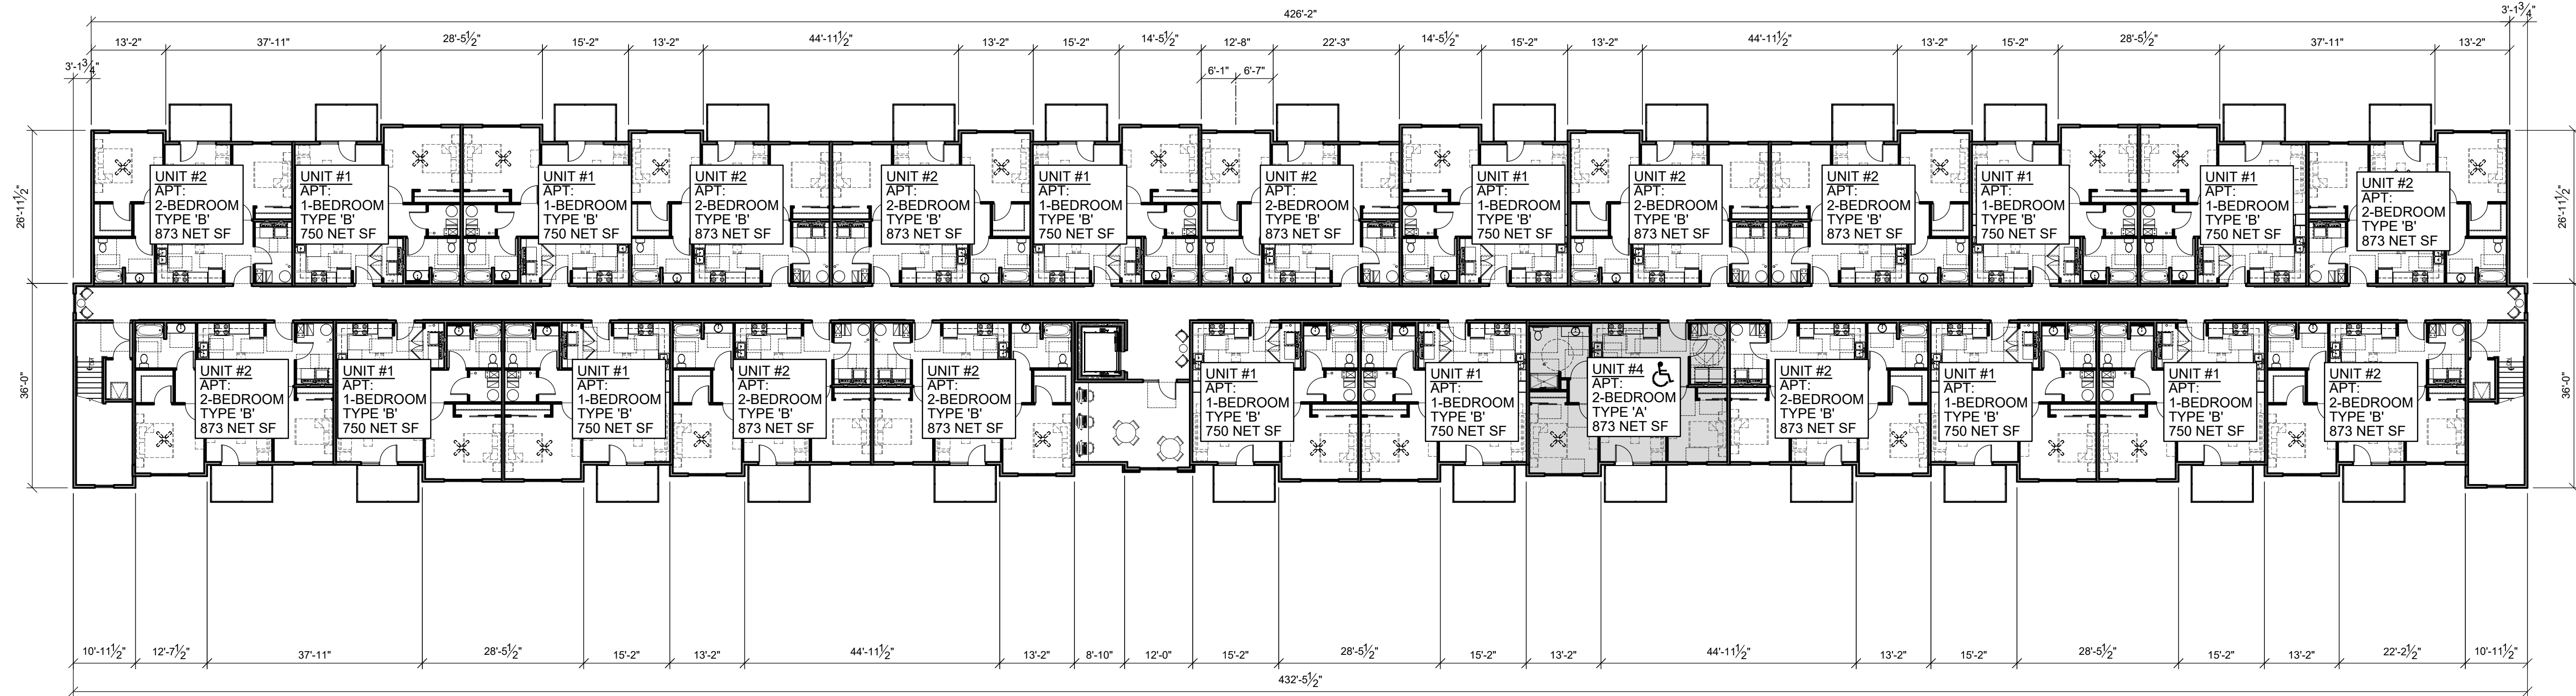 426'-2"
3'-1 3/4"
13'-2"
37'-11"
28'-5 1/2"
15'-2"
13'-2"
44'-11 1/2"
13'-2"
15'-2"
14'-5 1/2"
12'-8"
22'-3"
14'-5 1/2"
15'-2"
13'-2"
44'-11 1/2"
13'-2"
15'-2"
28'-5 1/2"
37'-11"
13'-2"
3'-1 3/4"
6'-1"
6'-7"
26'-11 1/2"
26'-11 1/2"
UNIT #2
APT:
2-BEDROOM
TYPE 'B'
873 NET SF
UNIT #1
APT:
1-BEDROOM
TYPE 'B'
750 NET SF
UNIT #1
APT:
1-BEDROOM
TYPE 'B'
750 NET SF
UNIT #2
APT:
2-BEDROOM
TYPE 'B'
873 NET SF
UNIT #2
APT:
2-BEDROOM
TYPE 'B'
873 NET SF
UNIT #1
APT:
1-BEDROOM
TYPE 'B'
750 NET SF
UNIT #2
APT:
2-BEDROOM
TYPE 'B'
873 NET SF
UNIT #1
APT:
1-BEDROOM
TYPE 'B'
750 NET SF
UNIT #2
APT:
2-BEDROOM
TYPE 'B'
873 NET SF
UNIT #2
APT:
2-BEDROOM
TYPE 'B'
873 NET SF
UNIT #1
APT:
1-BEDROOM
TYPE 'B'
750 NET SF
UNIT #1
APT:
1-BEDROOM
TYPE 'B'
750 NET SF
UNIT #2
APT:
2-BEDROOM
TYPE 'B'
873 NET SF
36'-0"
36'-0"
UNIT #2
APT:
2-BEDROOM
TYPE 'B'
873 NET SF
UNIT #1
APT:
1-BEDROOM
TYPE 'B'
750 NET SF
UNIT #1
APT:
1-BEDROOM
TYPE 'B'
750 NET SF
UNIT #2
APT:
2-BEDROOM
TYPE 'B'
873 NET SF
UNIT #2
APT:
2-BEDROOM
TYPE 'B'
873 NET SF
UNIT #1
APT:
1-BEDROOM
TYPE 'B'
750 NET SF
UNIT #1
APT:
1-BEDROOM
TYPE 'B'
750 NET SF
UNIT #4
APT:
2-BEDROOM
TYPE 'A'
873 NET SF
UNIT #2
APT:
2-BEDROOM
TYPE 'B'
873 NET SF
UNIT #1
APT:
1-BEDROOM
TYPE 'B'
750 NET SF
UNIT #1
APT:
1-BEDROOM
TYPE 'B'
750 NET SF
UNIT #2
APT:
2-BEDROOM
TYPE 'B'
873 NET SF
10'-11 1/2"
12'-7 1/2"
37'-11"
28'-5 1/2"
15'-2"
13'-2"
44'-11 1/2"
13'-2"
8'-10"
12'-0"
15'-2"
28'-5 1/2"
15'-2"
13'-2"
44'-11 1/2"
13'-2"
15'-2"
28'-5 1/2"
15'-2"
13'-2"
22'-2 1/2"
10'-11 1/2"
432'-5 1/2"